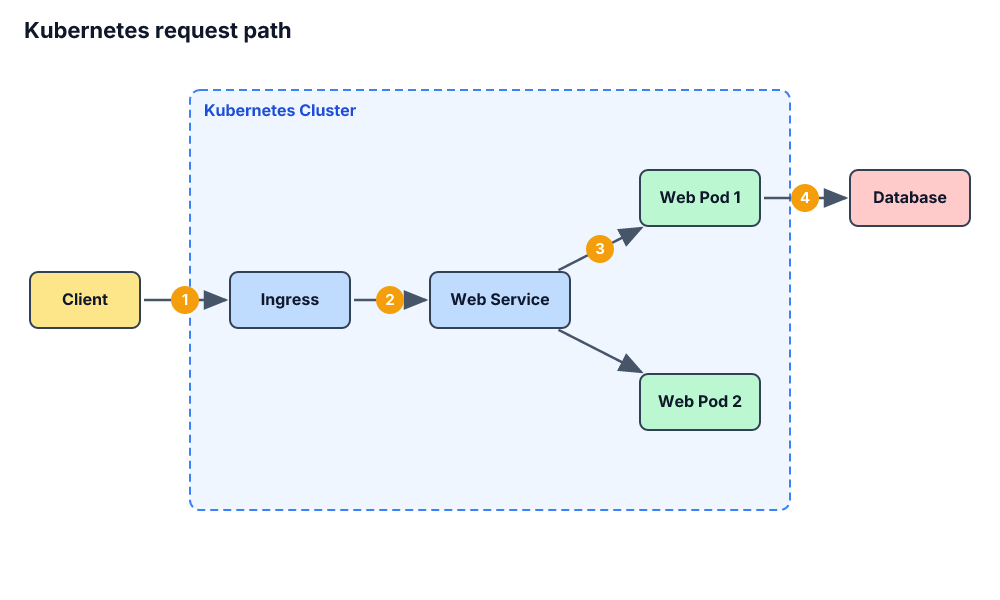 Kubernetes request path
Kubernetes Cluster
Web Pod 1
4
Database
3
Client
1
Ingress
2
Web Service
Web Pod 2